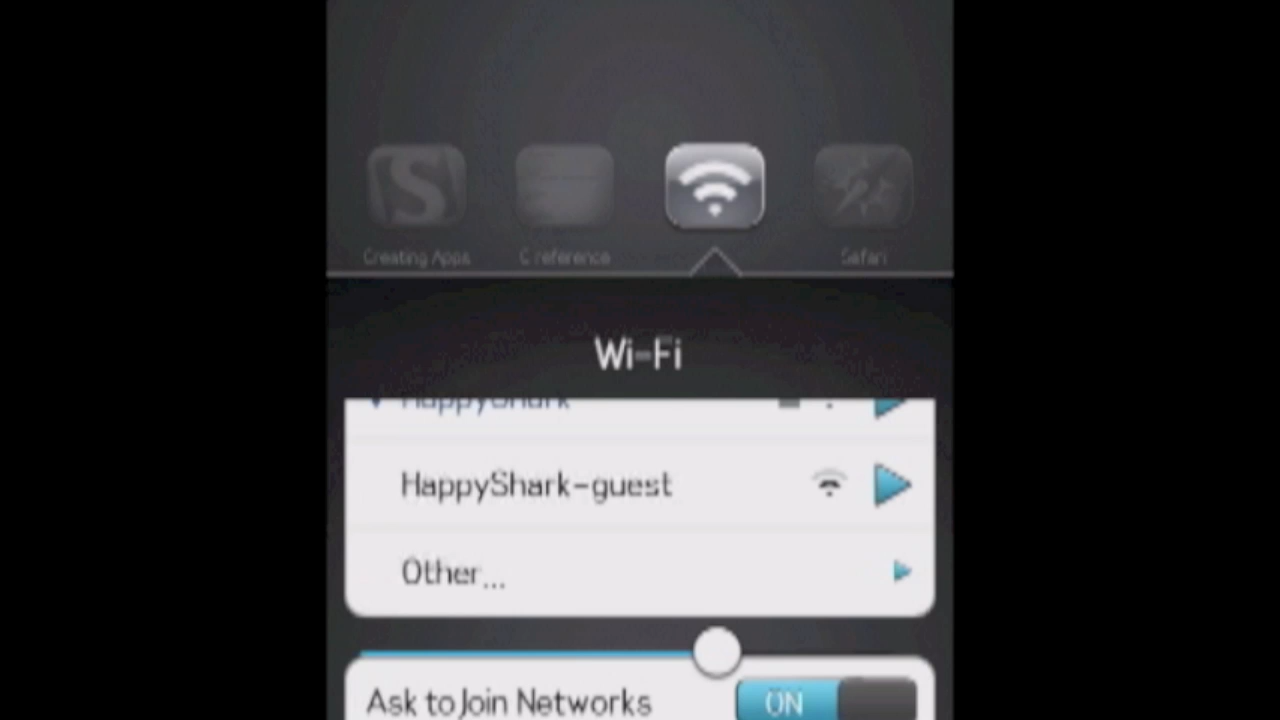 S
Creating Apps
C reference
Safari
Wi-Fi
HappyShark
HappyShark-guest
Other...
Ask to Join Networks
ON